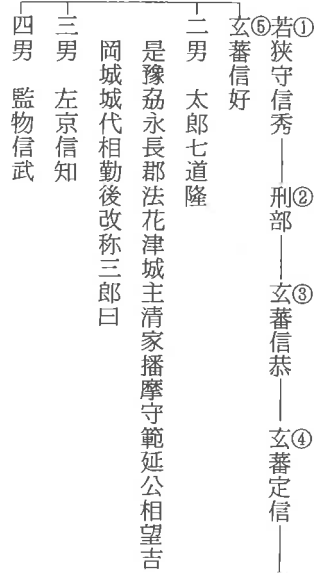 ①若狭守信秀―②刑部―③玄蕃信恭―④玄蕃定信―
⑤玄蕃信好
二男　太郎七道隆
是豫刕永長郡法花津城主清家播摩守範延公相望吉
岡城城代相勤後改称三郎曰
三男　左京信知
四男　監物信武